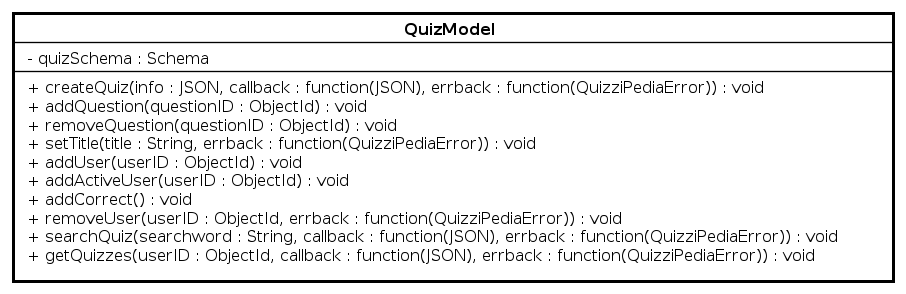 QuizModel
- quizSchema : Schema
+ createQuiz(info : JSON, callback : function(JSON), errback : function(QuizziPediaError)) : void
+ addQuestion(questionID : ObjectId) : void
+ removeQuestion(questionID : ObjectId) : void
+ setTitle(title : String, errback : function(QuizziPediaError)) : void
+ addUser(userID : ObjectId) : void
+ addActiveUser(userID : ObjectId) : void
+ addCorrect() : void
+ removeUser(userID : ObjectId, errback : function(QuizziPediaError)) : void
+ searchQuiz(searchword : String, callback : function(JSON), errback : function(QuizziPediaError)) : void
+ getQuizzes(userID : ObjectId, callback : function(JSON), errback : function(QuizziPediaError)) : void